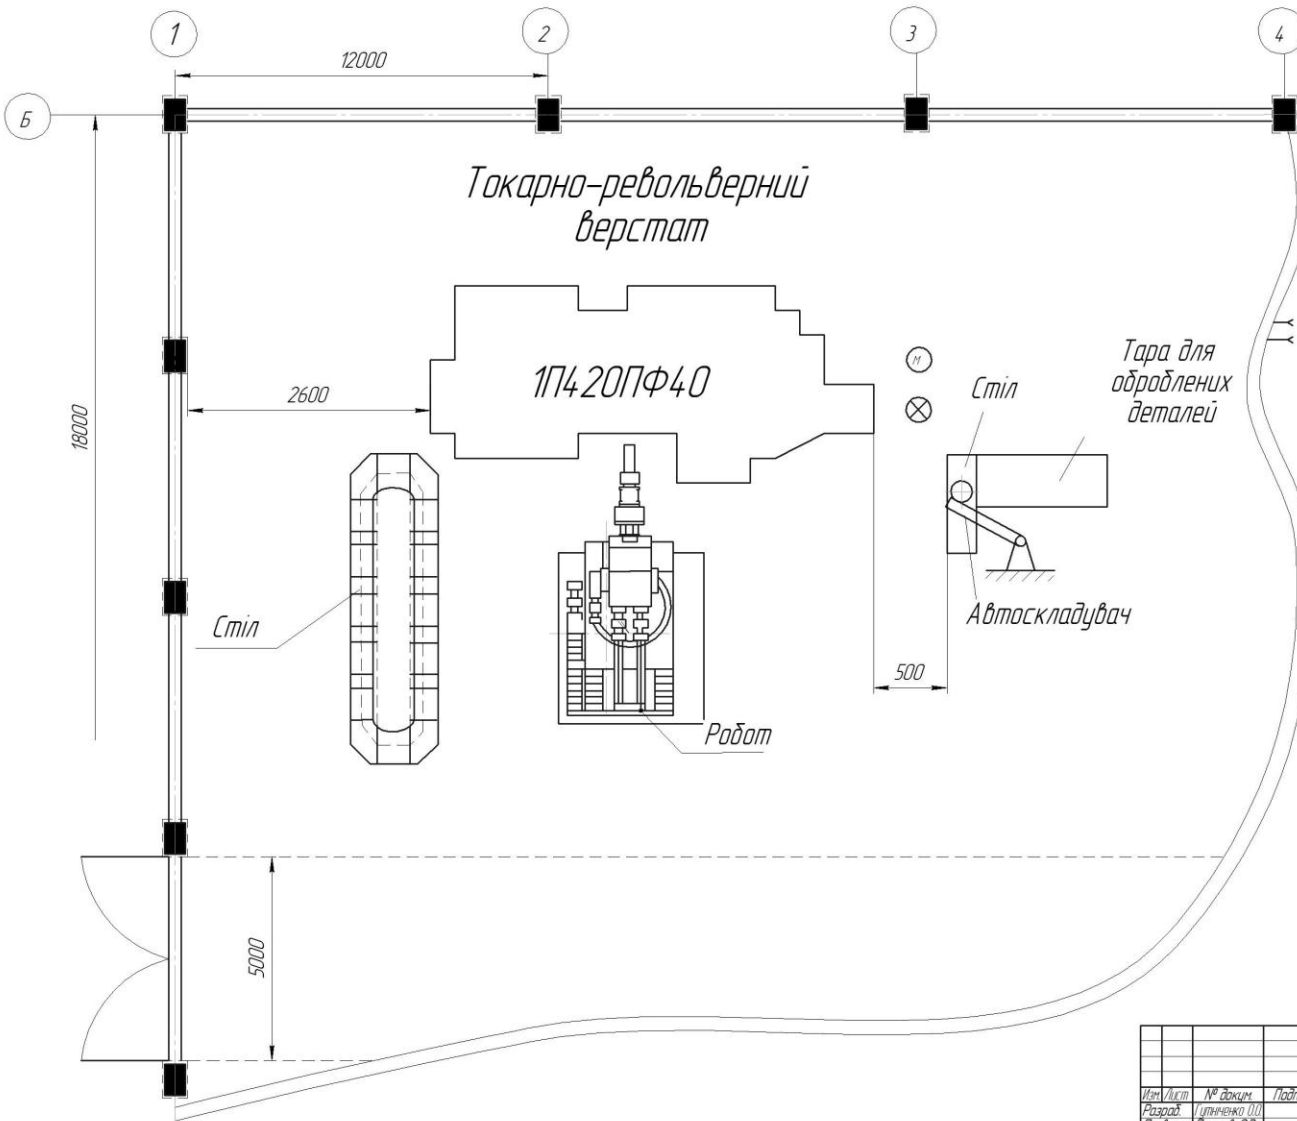 1
2
3
4
12000
Б
Токарно-револьверний
верстат
1П420ПФ40
М
Тара для
оброблених
деталей
Стіл
2600
18000
Стіл
Автоскладувач
500
Робот
5000
Изм. Лист № докум. Подп
Разраб.